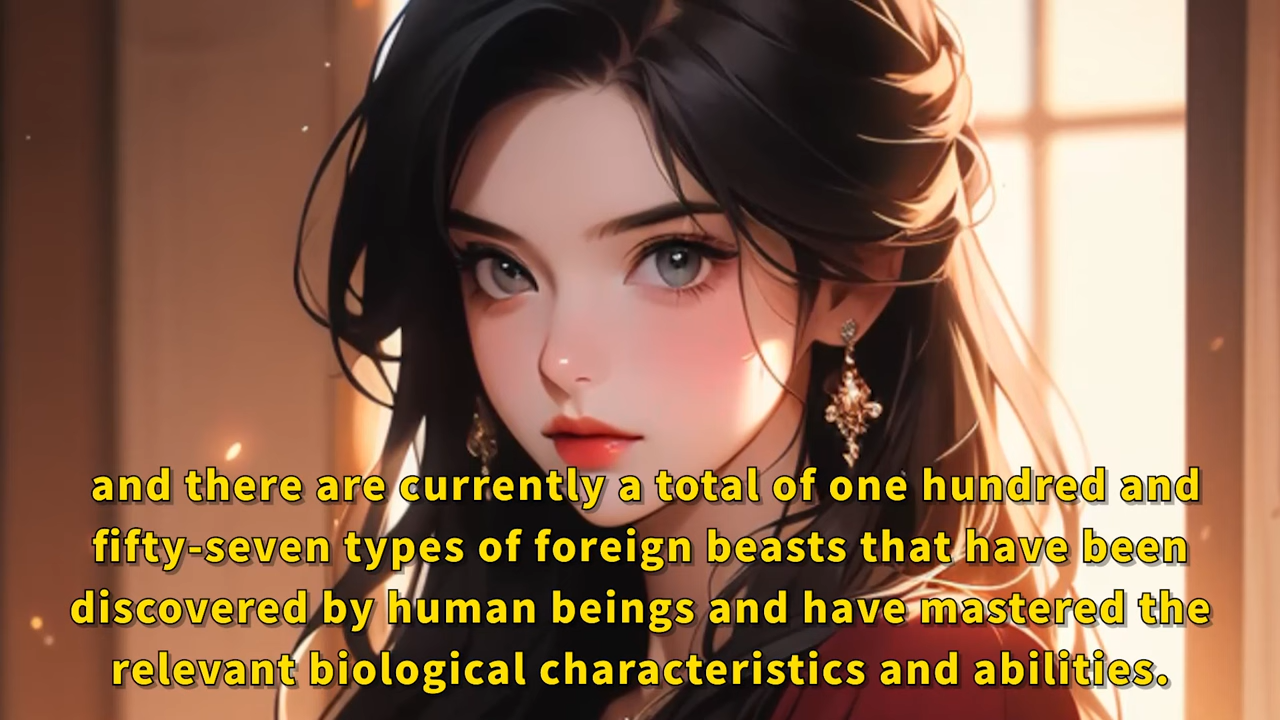 and there are currently a total of one hundred and
fifty-seven types of foreign beasts that have been
discovered by human beings and have mastered the
relevant biological characteristics and abilities.